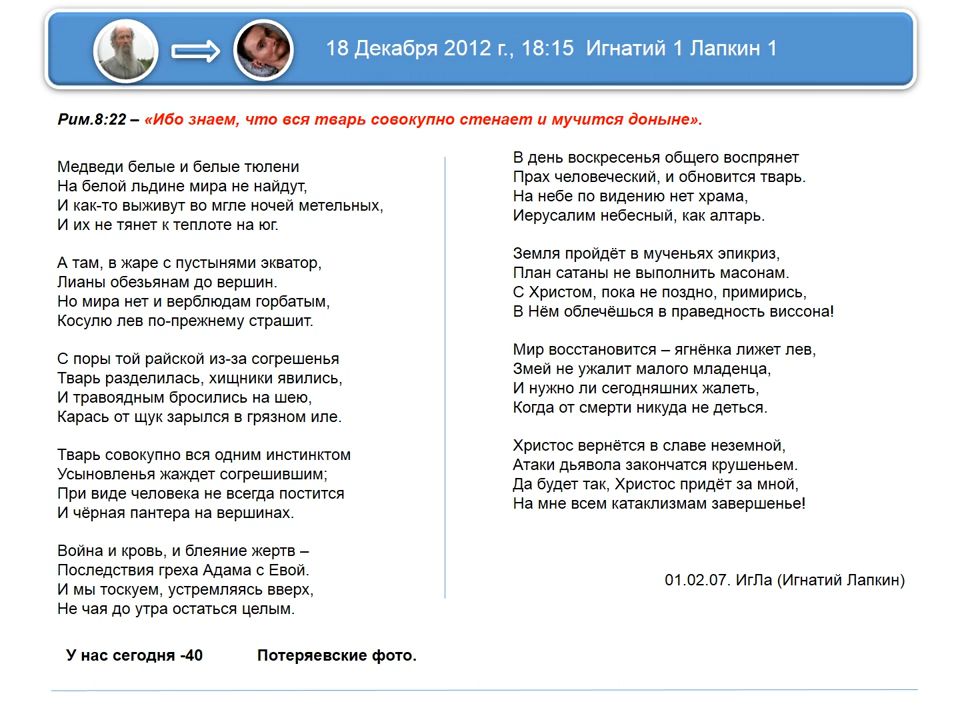 18 Декабря 2012 г., 18:15 Игнатий 1 Лапкин 1
Рим.8:22 – «Ибо знаем, что вся тварь совокупно стенает и мучится доныне».
Медведи белые и белые тюлени
На белой льдине мира не найдут,
И как-то выживут во мгле ночей метельных,
И их не тянет к теплоте на юг.
А там, в жаре с пустынями экватор,
Лианы обезьянам до вершин.
Но мира нет и верблюдам горбатым,
Косулю лев по-прежнему страшит.
С поры той райской из-за согрешенья
Тварь разделилась, хищники явились,
И травоядным бросились на шею,
Карась от щук зарылся в грязном иле.
Тварь совокупно вся одним инстинктом
Усыновленья жаждет согрешившим;
При виде человека не всегда постится
И чёрная пантера на вершинах.
Война и кровь, и блеяние жертв –
Последствия греха Адама с Евой.
И мы тоскуем, устремляясь вверх,
Не чая до утра остаться целым.
В день воскресенья общего воспрянет
Прах человеческий, и обновится тварь.
На небе по видению нет храма,
Иерусалим небесный, как алтарь.
Земля пройдёт в мученьях эпикриз,
План сатаны не выполнить масонам.
С Христом, пока не поздно, примирись,
В Нём облечёшься в праведность виссона!
Мир восстановится – ягнёнка лижет лев,
Змей не ужалит малого младенца,
И нужно ли сегодняшних жалеть,
Когда от смерти никуда не деться.
Христос вернётся в славе неземной,
Атаки дьявола закончатся крушеньем.
Да будет так, Христос придёт за мной,
На мне всем катаклизмам завершенье!
01.02.07. ИгЛа (Игнатий Лапкин)
У нас сегодня -40 Потеряевские фото.